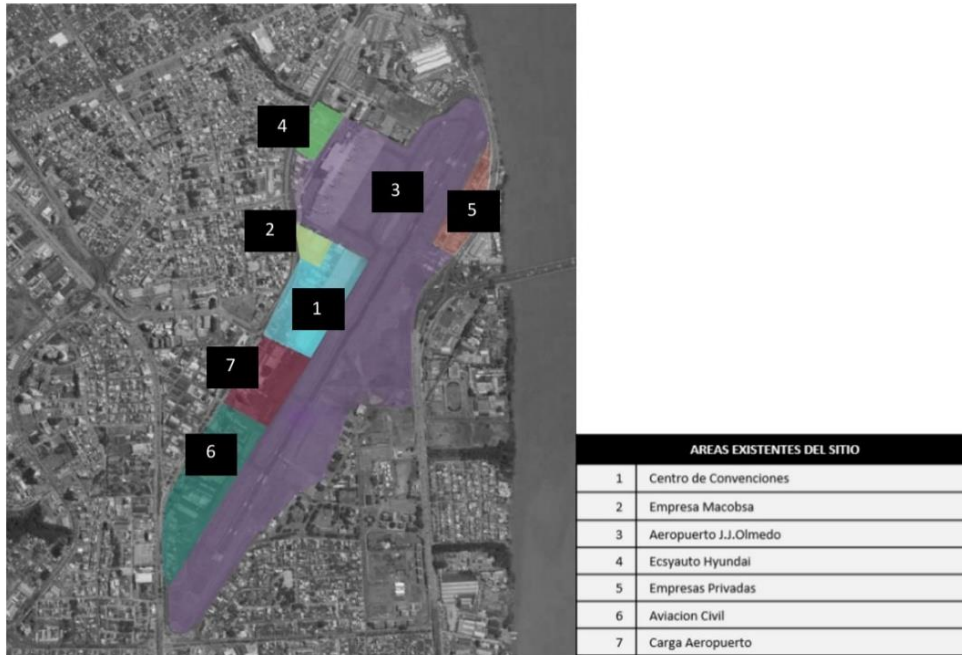 4
3
5
2
1
7
6
AREAS EXISTENTES DEL SITIO
1 Centro de Convenciones
2 Empresa Macobsa
3 Aeropuerto J.J.Olmedo
4 Ecsyauto Hyundai
5 Empresas Privadas
6 Aviacion Civil
7 Carga Aeropuerto